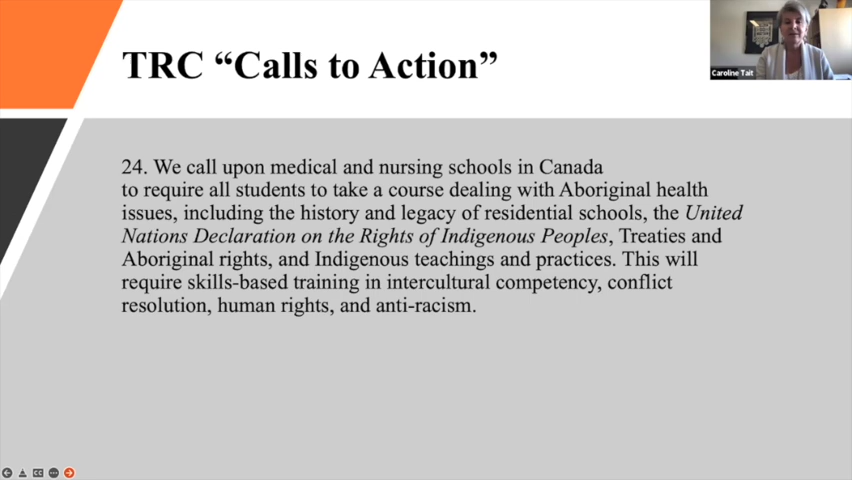 TRC “Calls to Action”
Caroline Tait
24. We call upon medical and nursing schools in Canada
to require all students to take a course dealing with Aboriginal health
issues, including the history and legacy of residential schools, the United
Nations Declaration on the Rights of Indigenous Peoples, Treaties and
Aboriginal rights, and Indigenous teachings and practices. This will
require skills-based training in intercultural competency, conflict
resolution, human rights, and anti-racism.
CC